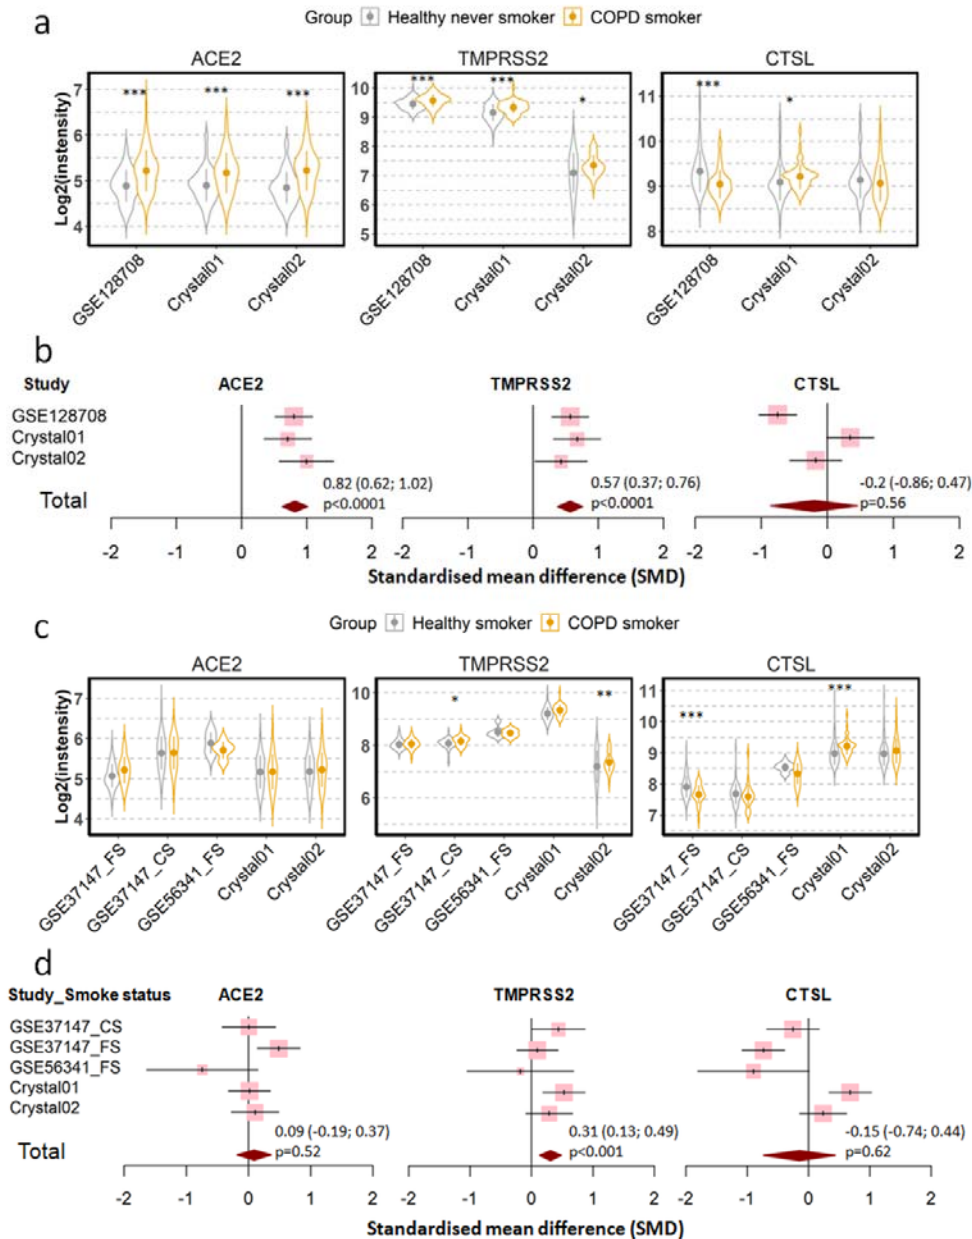 a
Group Healthy never smoker COPD smoker
ACE2 TMPRSS2 CTSL
Log2(instensity)
7
6
5
4
*** *** ***
10
9
8
7
6
5
*** *** *
11
10
9
8
*** *
GSE128708 Crystal01 Crystal02 GSE128708 Crystal01 Crystal02 GSE128708 Crystal01 Crystal02
b
Study ACE2 TMPRSS2 CTSL
GSE128708
Crystal01
Crystal02
0.82 (0.62; 1.02) 0.57 (0.37; 0.76) -0.2 (-0.86; 0.47)
Total p<0.0001 p<0.0001 p=0.56
-2 -1 0 1 2 -2 -1 0 1 2 -2 -1 0 1 2
Standardised mean difference (SMD)
c
Group Healthy smoker COPD smoker
ACE2 TMPRSS2 CTSL
Log2(instensity)
7
6
5
4
10
8
6
* **
11
10
9
8
7
*** ***
GSE37147_FS GSE37147_CS GSE56341_FS Crystal01 Crystal02 GSE37147_FS GSE37147_CS GSE56341_FS Crystal01 Crystal02 GSE37147_FS GSE37147_CS GSE56341_FS Crystal01 Crystal02
d
Study_Smoke status ACE2 TMPRSS2 CTSL
GSE37147_CS
GSE37147_FS
GSE56341_FS
Crystal01
Crystal02
0.09 (-0.19; 0.37) 0.31 (0.13; 0.49) -0.15 (-0.74; 0.44)
Total p=0.52 p<0.001 p=0.62
-2 -1 0 1 2 -2 -1 0 1 2 -2 -1 0 1 2
Standardised mean difference (SMD)